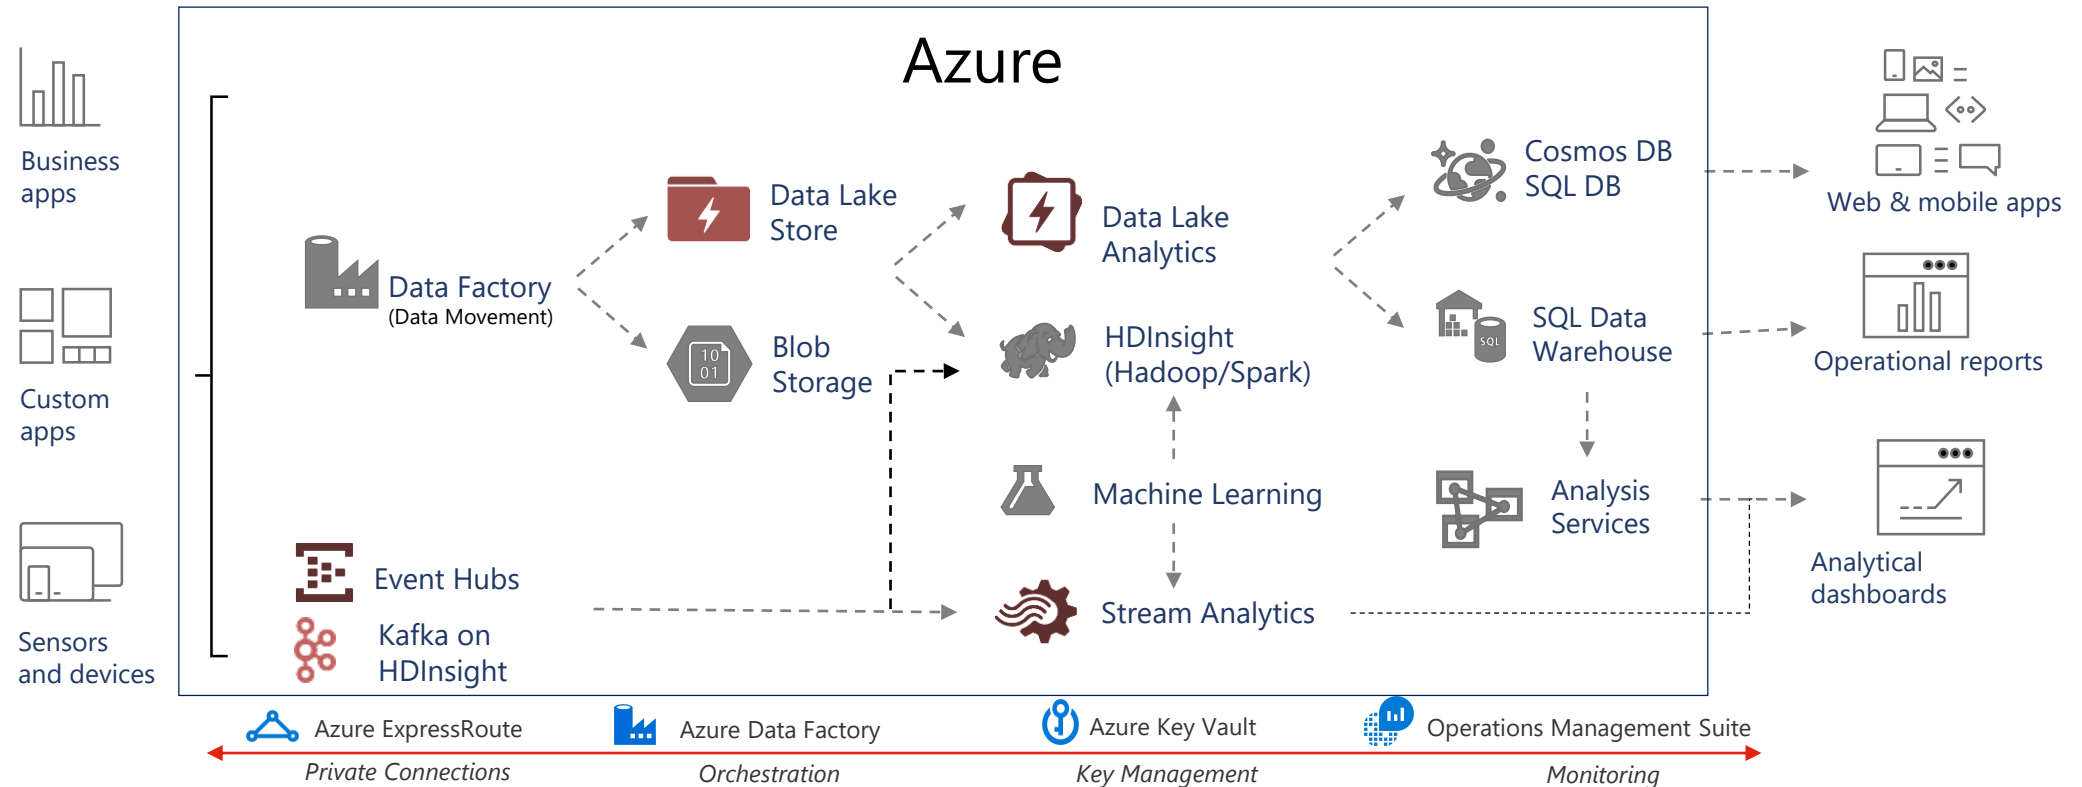 Azure
Business
apps
Custom
apps
Sensors
and devices
Data Factory
(Data Movement)
Event Hubs
Kafka on
HDInsight
Data Lake
Store
10
01
Blob
Storage
Data Lake
Analytics
HDInsight
(Hadoop/Spark)
Machine Learning
Stream Analytics
Cosmos DB
SQL DB
SQL
SQL Data
Warehouse
Analysis
Services
Web & mobile apps
Operational reports
Analytical
dashboards
Azure ExpressRoute
Azure Data Factory
Azure Key Vault
Operations Management Suite
Private Connections
Orchestration
Key Management
Monitoring